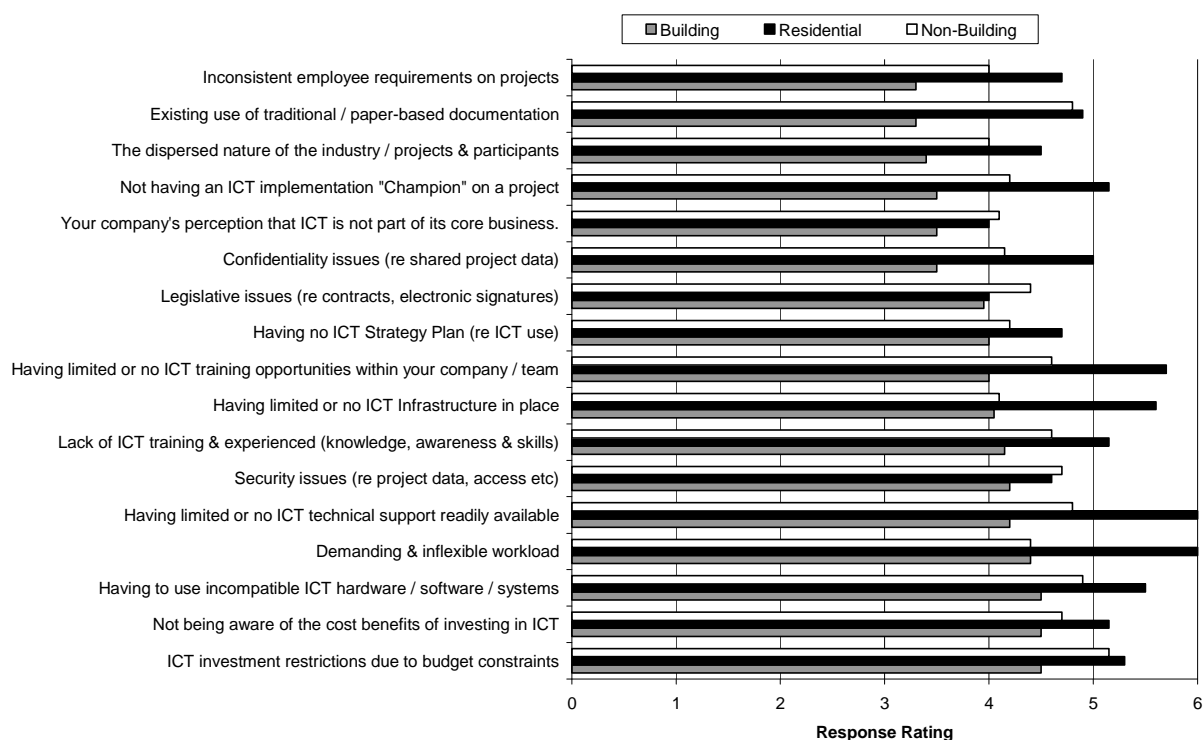 Building Residential Non-Building
Inconsistent employee requirements on projects
Existing use of traditional / paper-based documentation
The dispersed nature of the industry / projects & participants
Not having an ICT implementation "Champion" on a project
Your company's perception that ICT is not part of its core business.
Confidentiality issues (re shared project data)
Legislative issues (re contracts, electronic signatures)
Having no ICT Strategy Plan (re ICT use)
Having limited or no ICT training opportunities within your company / team
Having limited or no ICT Infrastructure in place
Lack of ICT training & experienced (knowledge, awareness & skills)
Security issues (re project data, access etc)
Having limited or no ICT technical support readily available
Demanding & inflexible workload
Having to use incompatible ICT hardware / software / systems
Not being aware of the cost benefits of investing in ICT
ICT investment restrictions due to budget constraints
0 1 2 3 4 5 6
Response Rating